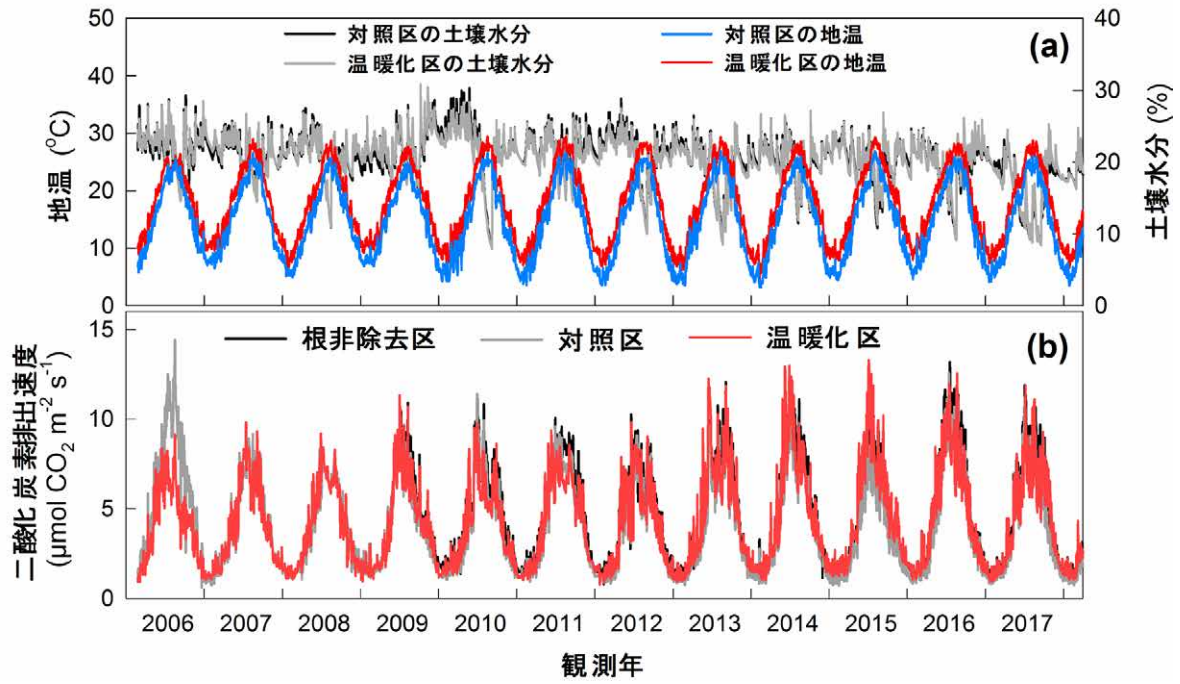 50
40
30
20
10
0
地温 (°C)
対照区の土壌水分
温暖化区の土壌水分
対照区の地温
温暖化区の地温
(a)
40
30
20
10
0
土壌水分 (%)
15
10
5
0
二酸化炭素排出速度
(μmol CO₂ m⁻² s⁻¹)
根非除去区
対照区
温暖化区
(b)
2006 2007 2008 2009 2010 2011 2012 2013 2014 2015 2016 2017
観測年